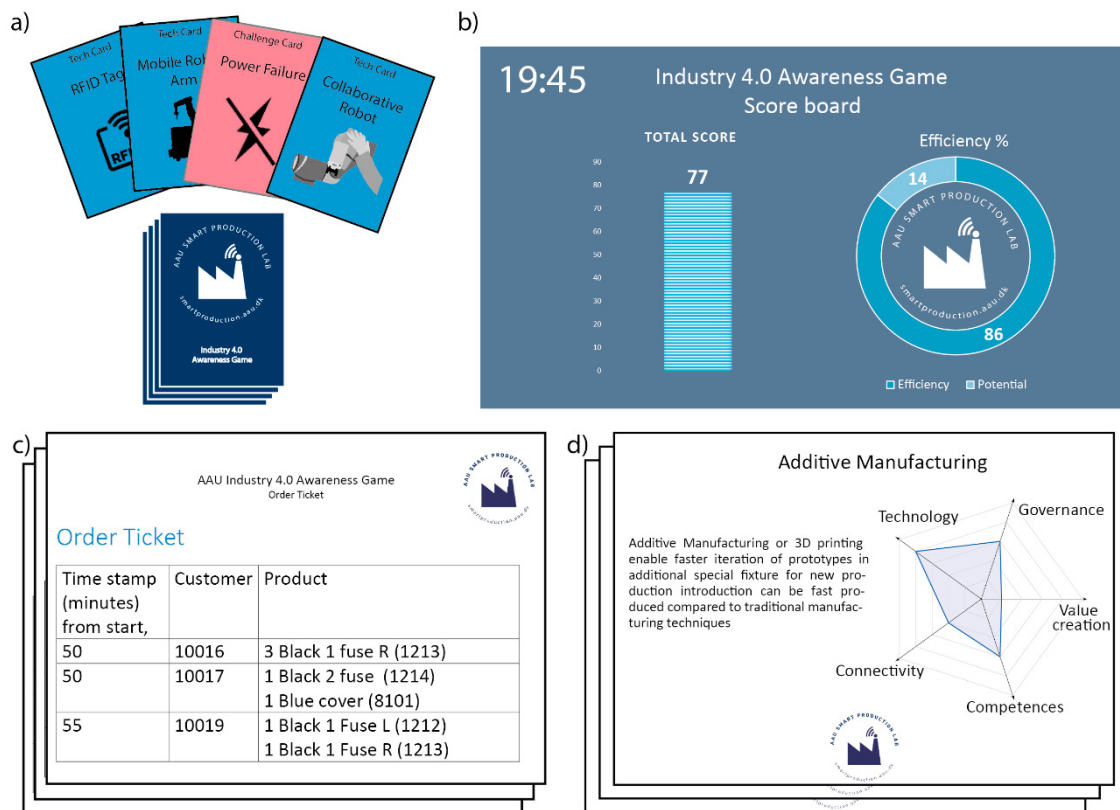 a)
Tech Card
RFID Tag
RFI
Tech Card
Mobile Rob
Arm
Challenge Card
Power Failure
Tech Card
Collaborative
Robot
AAU SMART PRODUCTION LAB
smartproduction.aau.dk
Industry 4.0
Awareness Game
b)
19:45
Industry 4.0 Awareness Game
Score board
TOTAL SCORE
77
90
80
70
60
50
40
30
20
10
0
Efficiency %
14
86
AAU SMART PRODUCTION LAB
smartproduction.aau.dk
Efficiency Potential
c)
AAU Industry 4.0 Awareness Game
Order Ticket
AAU SMART PRODUCTION LAB
smartproduction.aau.dk
Order Ticket
Time stamp
(minutes)
from start,
Customer
Product
50 10016 3 Black 1 fuse R (1213)
50 10017 1 Black 2 fuse (1214)
1 Blue cover (8101)
55 10019 1 Black 1 Fuse L (1212)
1 Black 1 Fuse R (1213)
d)
Additive Manufacturing
Additive Manufacturing or 3D printing
enable faster iteration of prototypes in
additional special fixture for new pro-
duction introduction can be fast pro-
duced compared to traditional manufac-
turing techniques
Technology
Governance
Value
creation
Connectivity
Competences
AAU SMART PRODUCTION LAB
smartproduction.aau.dk